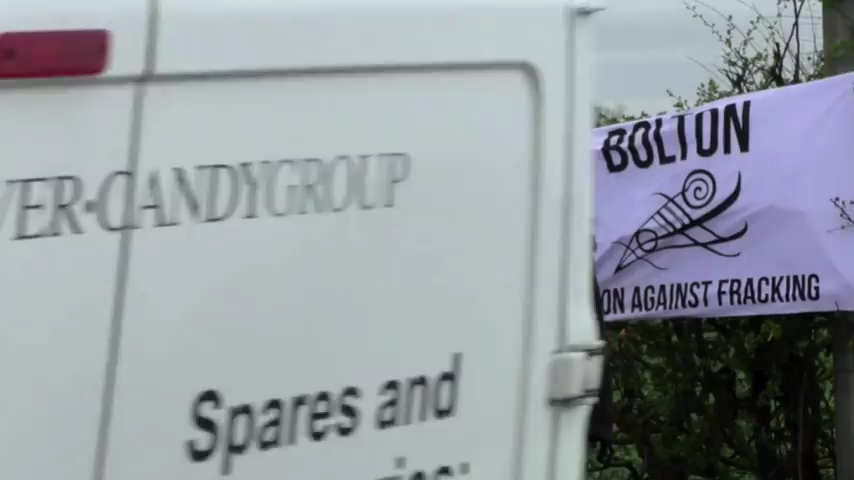 VER·CANDYGROUP
Spares and
BOLTON
ON AGAINST FRACKING